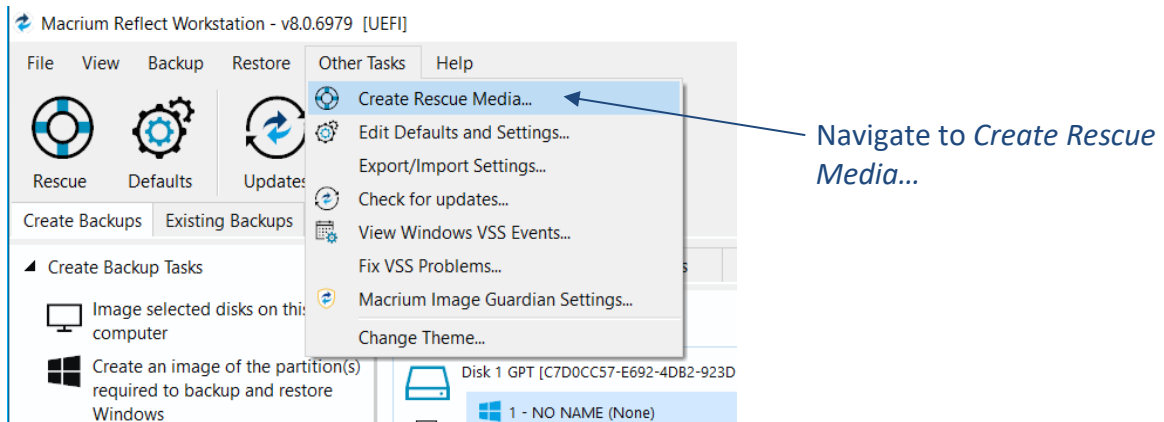 Macrium Reflect Workstation - v8.0.6979 [UEFI]
File View Backup Restore Other Tasks Help
Rescue Defaults Updates
Create Rescue Media...
Edit Defaults and Settings...
Export/Import Settings...
Check for updates...
View Windows VSS Events...
Fix VSS Problems...
Macrium Image Guardian Settings...
Change Theme...
Navigate to Create Rescue
Media…
Create Backups Existing Backups
Create Backup Tasks
Image selected disks on this
computer
Create an image of the partition(s)
required to backup and restore
Windows
Disk 1 GPT [C7D0CC57-E692-4DB2-923D
1 - NO NAME (None)